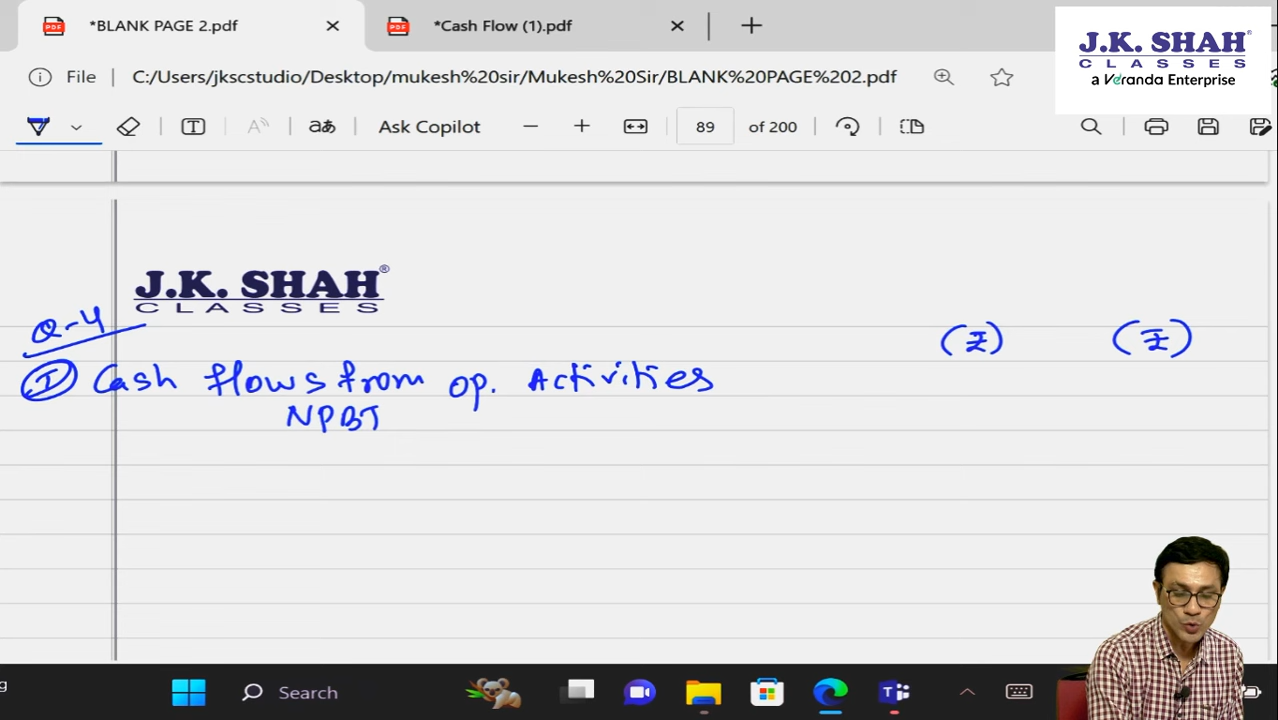 *BLANK PAGE 2.pdf
*Cash Flow (1).pdf
J.K. SHAH®
CLASSES
a Veranda Enterprise
File
C:/Users/jkscstudio/Desktop/mukesh%20sir/Mukesh%20Sir/BLANK%20PAGE%202.pdf
Ask Copilot
89 of 200
J.K. SHAH®
CLASSES
Q-4
(₹) (₹)
(I) Cash flows from op. Activities
NPBT
g
Search